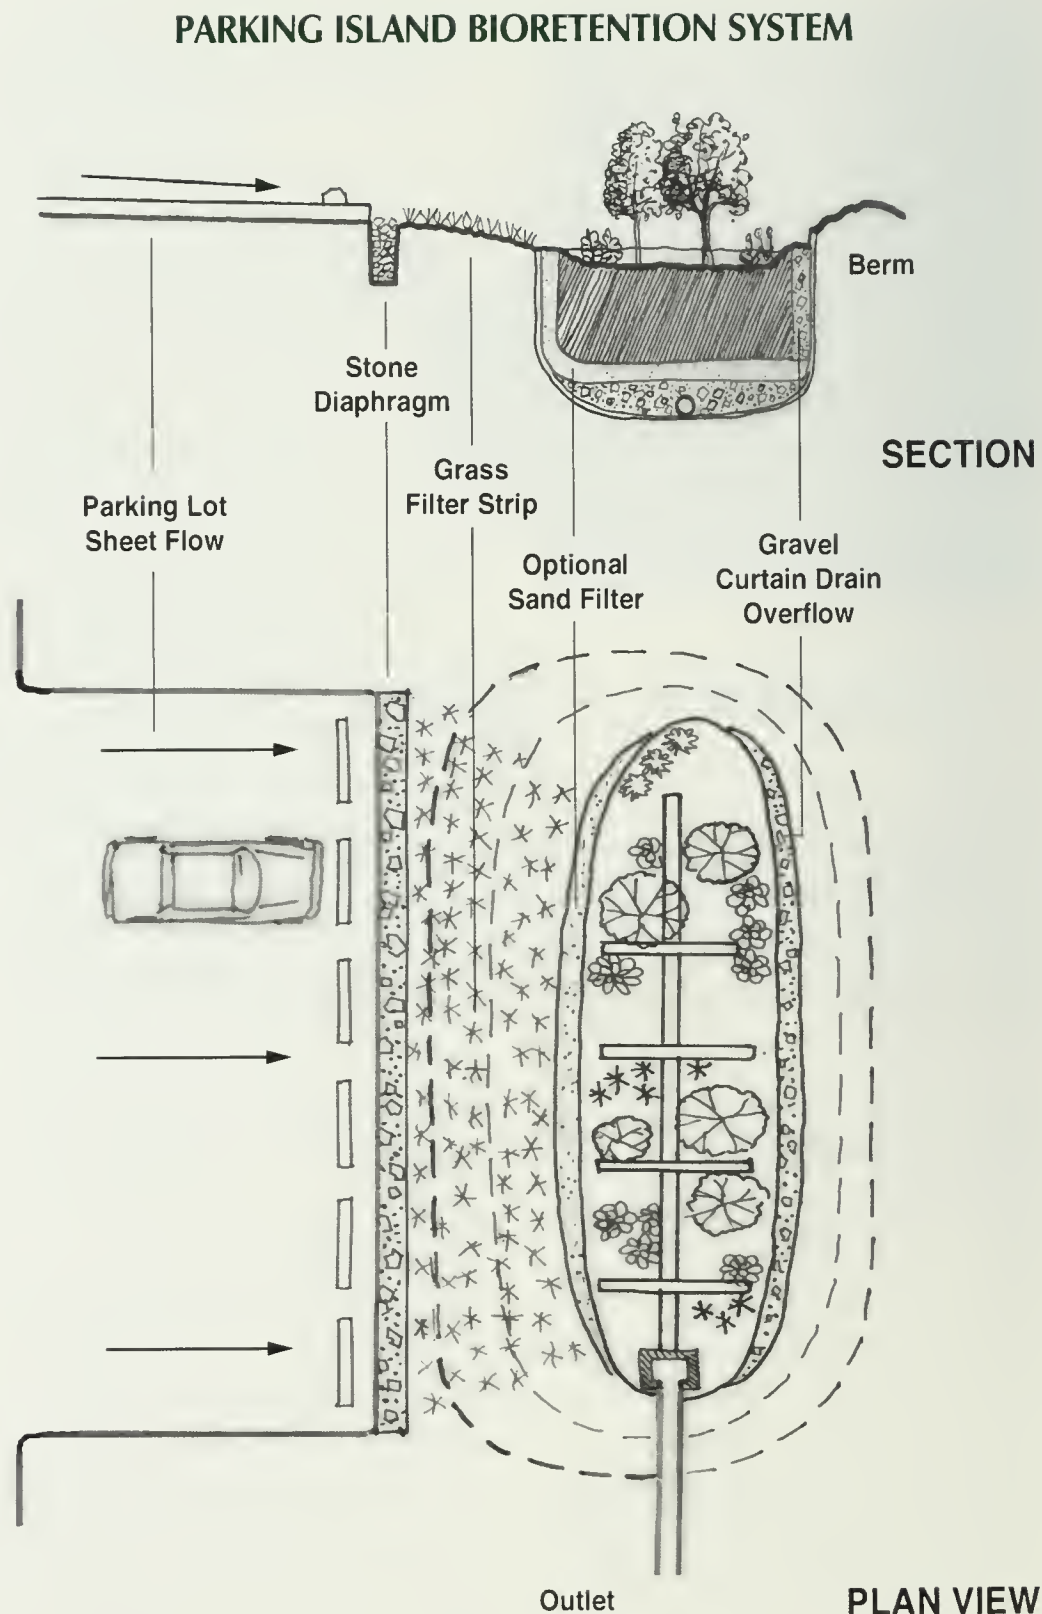 PARKING ISLAND BIORETENTION SYSTEM
Berm
Stone
Diaphragm
SECTION
Grass
Filter Strip
Parking Lot
Sheet Flow
Gravel
Curtain Drain
Overflow
Optional
Sand Filter
Outlet
PLAN VIEW